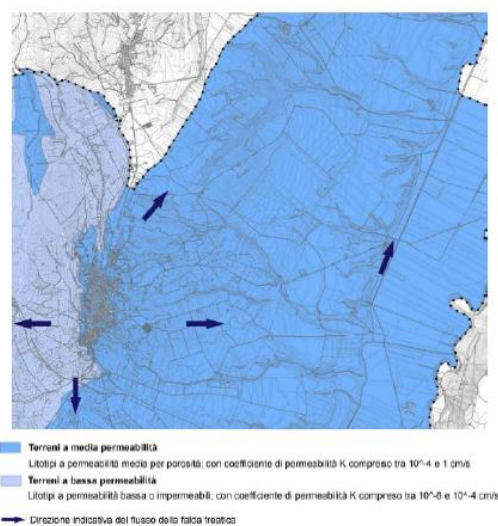 Terreni a media permeabilità
Litotipi a permeabilità media per porosità; con coefficiente di permeabilità K compreso tra 10^-4 e 1 cm/s
Terreni a bassa permeabilità
Litotipi a permeabilità bassa o impermeabili; con coefficiente di permeabilità K compreso tra 10^-6 e 10^-4 cm/s
Direzione indicativa del flusso della falda freatica